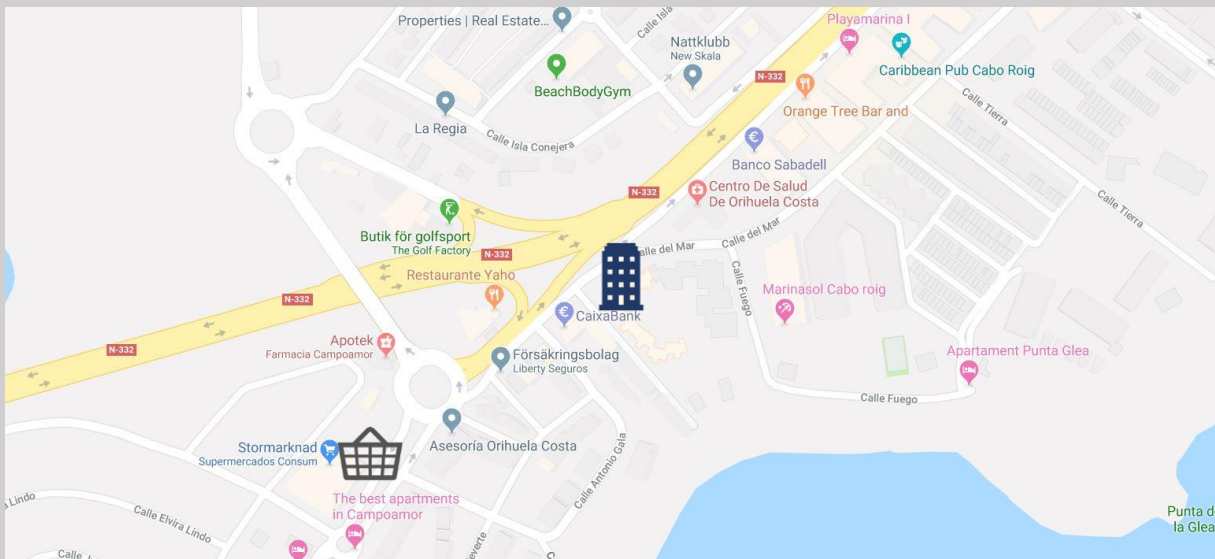 Properties | Real Estate...
Calle Isla
Playamarina I
Nattklubb
New Skala
Caribbean Pub Cabo Roig
N-332
BeachBodyGym
Orange Tree Bar and
Calle Tierra
La Regia
Calle Isla Conejera
Banco Sabadell
N-332
Centro De Salud
De Orihuela Costa
Calle Tierra
Butik för golfsport
The Golf Factory
N-332
Calle del Mar
Calle del Mar
Restaurante Yaho
Calle Fuego
Marinasol Cabo roig
N-332
CaixaBank
Apotek
Farmacia Campoamor
N-332
Försäkringsbolag
Liberty Seguros
Apartament Punta Glea
Calle Fuego
Stormarknad
Supermercados Consum
Asesoría Orihuela Costa
Calle Antonio Gala
Lindo
The best apartments
in Campoamor
Calle Elvira Lindo
Punta d
la Glea
Calle